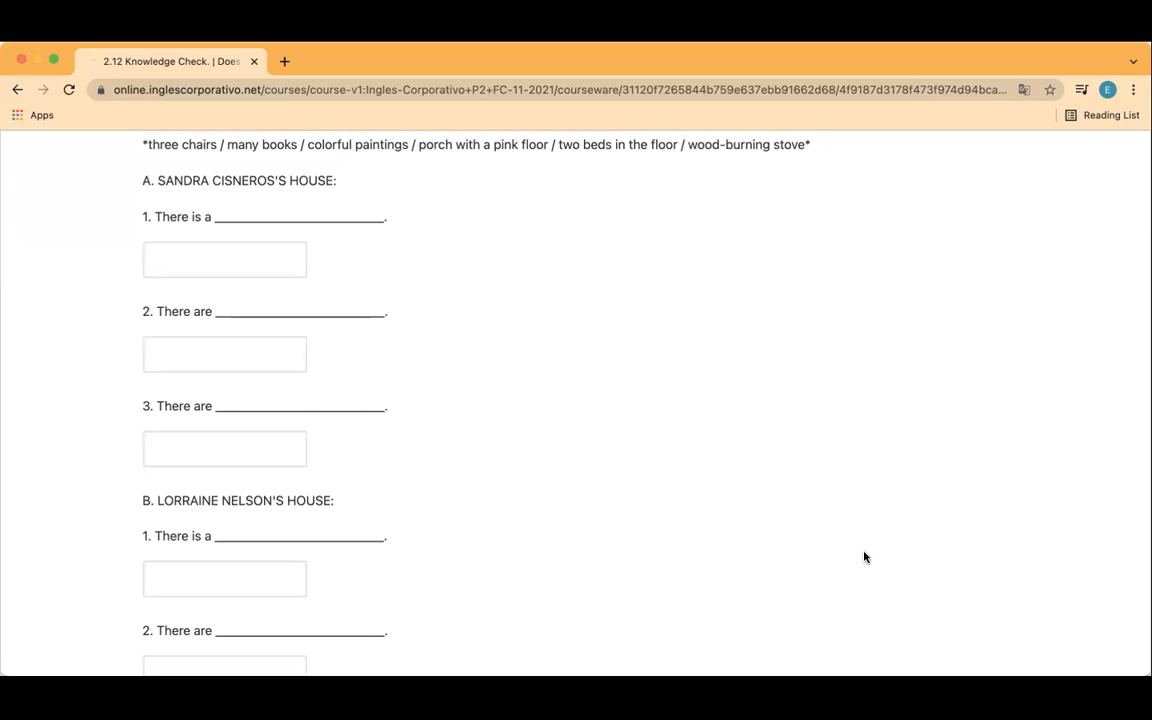 2.12 Knowledge Check. | Does
online.inglescorporativo.net/courses/course-v1:Ingles-Corporativo+P2+FC-11-2021/courseware/31120f7265844b759e637ebb91662d68/4f9187d3178f473f974d94bca...
E
Apps
Reading List
*three chairs / many books / colorful paintings / porch with a pink floor / two beds in the floor / wood-burning stove*
A. SANDRA CISNEROS'S HOUSE:
1. There is a ________________________.
2. There are ________________________.
3. There are ________________________.
B. LORRAINE NELSON'S HOUSE:
1. There is a ________________________.
2. There are ________________________.